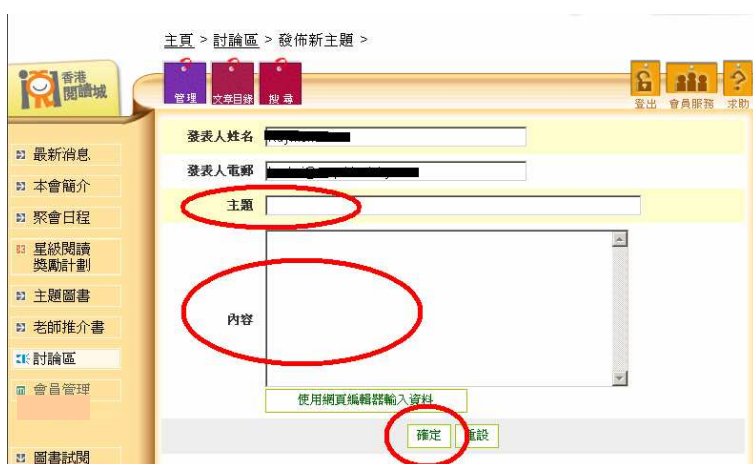 主頁 > 討論區 > 發佈新主題 >
香港
閱讀城
管理 文章目錄 搜尋
登出 會員服務 求助
發表人姓名
發表人電郵
主題
內容
使用網頁編輯器輸入資料
確定 重設
最新消息
本會簡介
聚會日程
星級閱讀
獎勵計劃
主題圖書
老師推介書
討論區
會員管理
圖書試閱